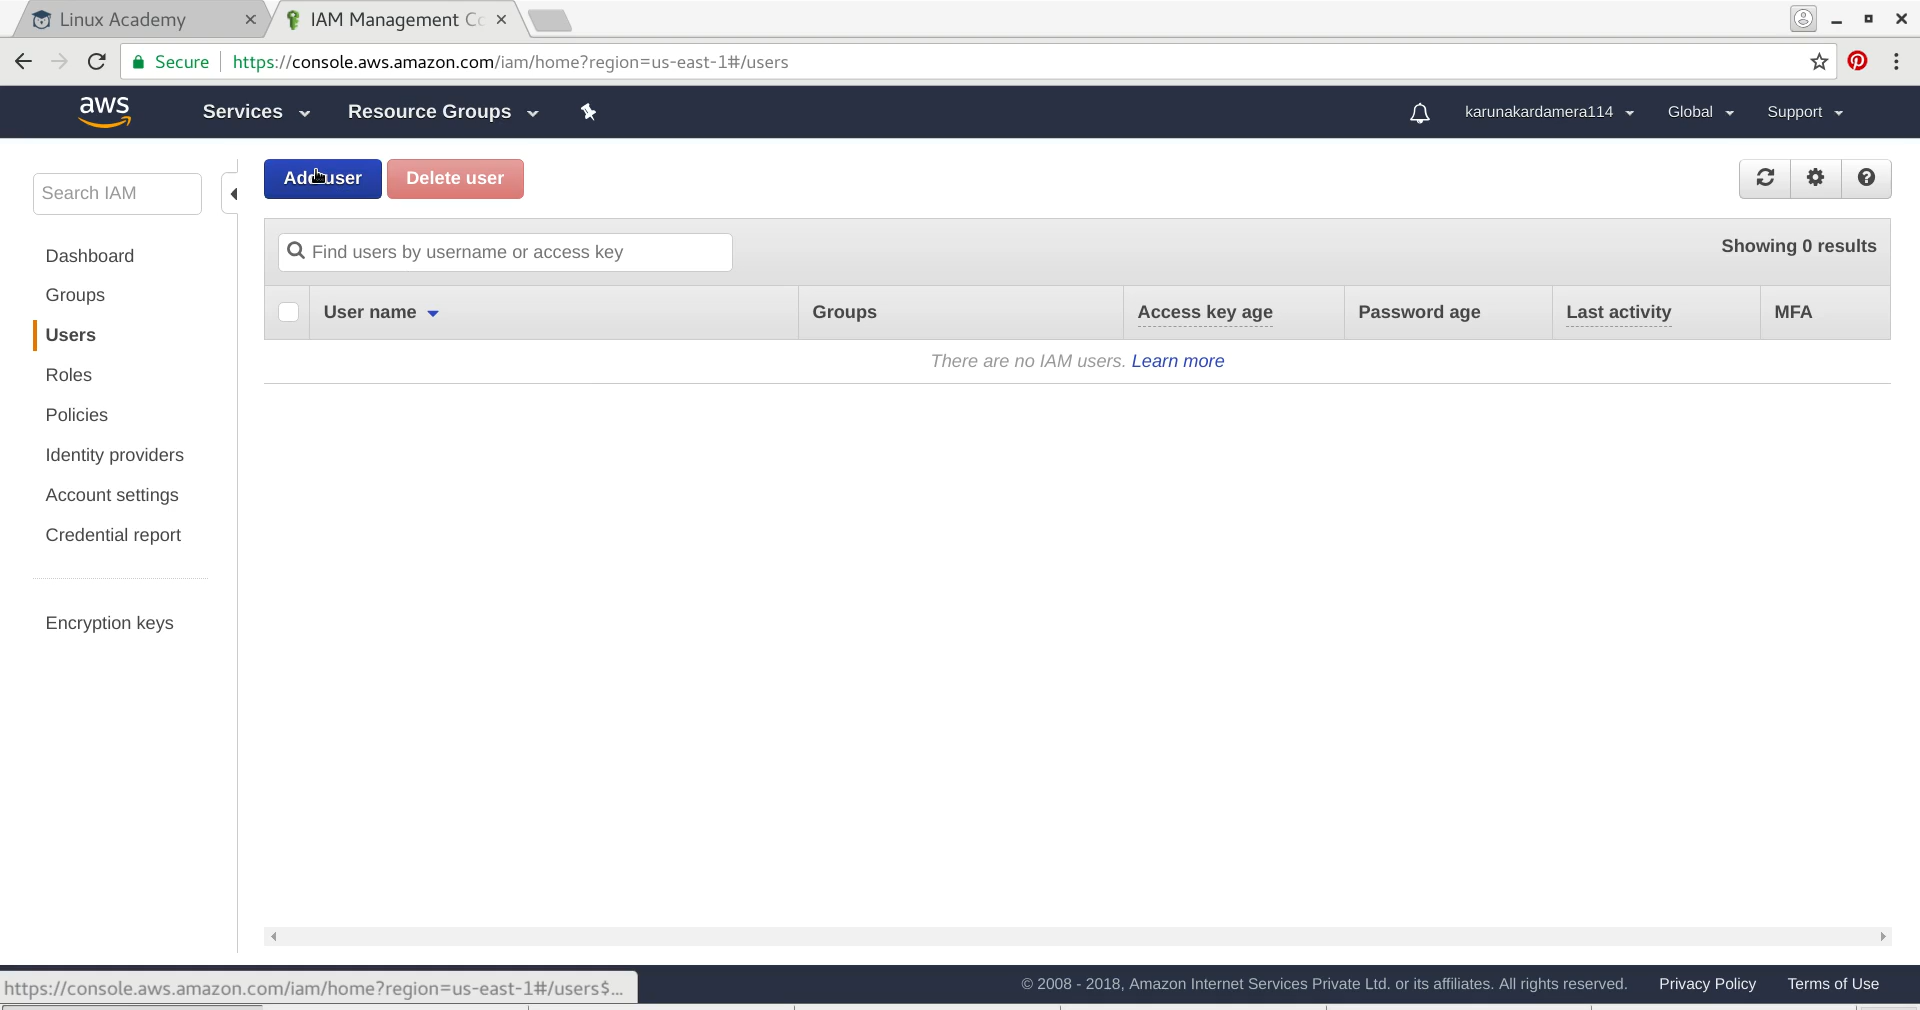 Linux Academy
IAM Management Co
Secure
https://console.aws.amazon.com/iam/home?region=us-east-1#/users
aws
Services
Resource Groups
karunakardamera114
Global
Support
Search IAM
Dashboard
Groups
Users
Roles
Policies
Identity providers
Account settings
Credential report
Encryption keys
Add user
Delete user
Find users by username or access key
Showing 0 results
User name
Groups
Access key age
Password age
Last activity
MFA
There are no IAM users. Learn more
https://console.aws.amazon.com/iam/home?region=us-east-1#/users$...
© 2008 - 2018, Amazon Internet Services Private Ltd. or its affiliates. All rights reserved.
Privacy Policy
Terms of Use